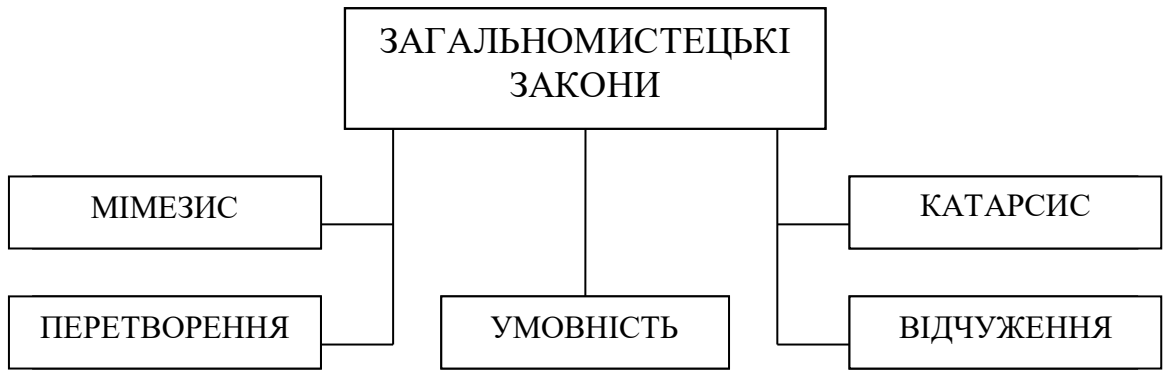 ЗАГАЛЬНОМИСТЕЦЬКІ
ЗАКОНИ
МІМЕЗИС
КАТАРСИС
ПЕРЕТВОРЕННЯ
УМОВНІСТЬ
ВІДЧУЖЕННЯ